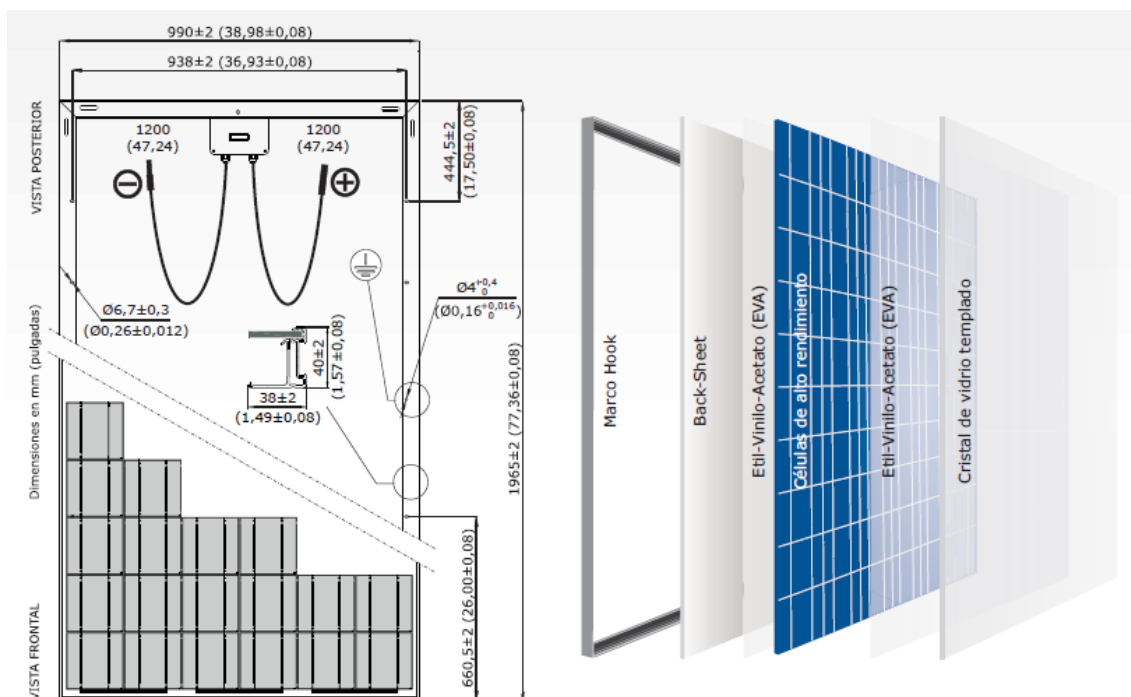 990±2 (38,98±0,08)
938±2 (36,93±0,08)
VISTA POSTERIOR
1200
(47,24)
1200
(47,24)
444,5±2
(17,50±0,08)
Ø6,7±0,3
(Ø0,26±0,012)
Ø4+0,4 0
(Ø0,16+0,016 0)
40±2
(1,57±0,08)
38±2
(1,49±0,08)
Dimensiones en mm (pulgadas)
1965±2 (77,36±0,08)
660,5±2 (26,00±0,08)
VISTA FRONTAL
Marco Hook
Back-Sheet
Etil-Vinilo-Acetato (EVA)
Células de alto rendimiento
Etil-Vinilo-Acetato (EVA)
Cristal de vidrio templado